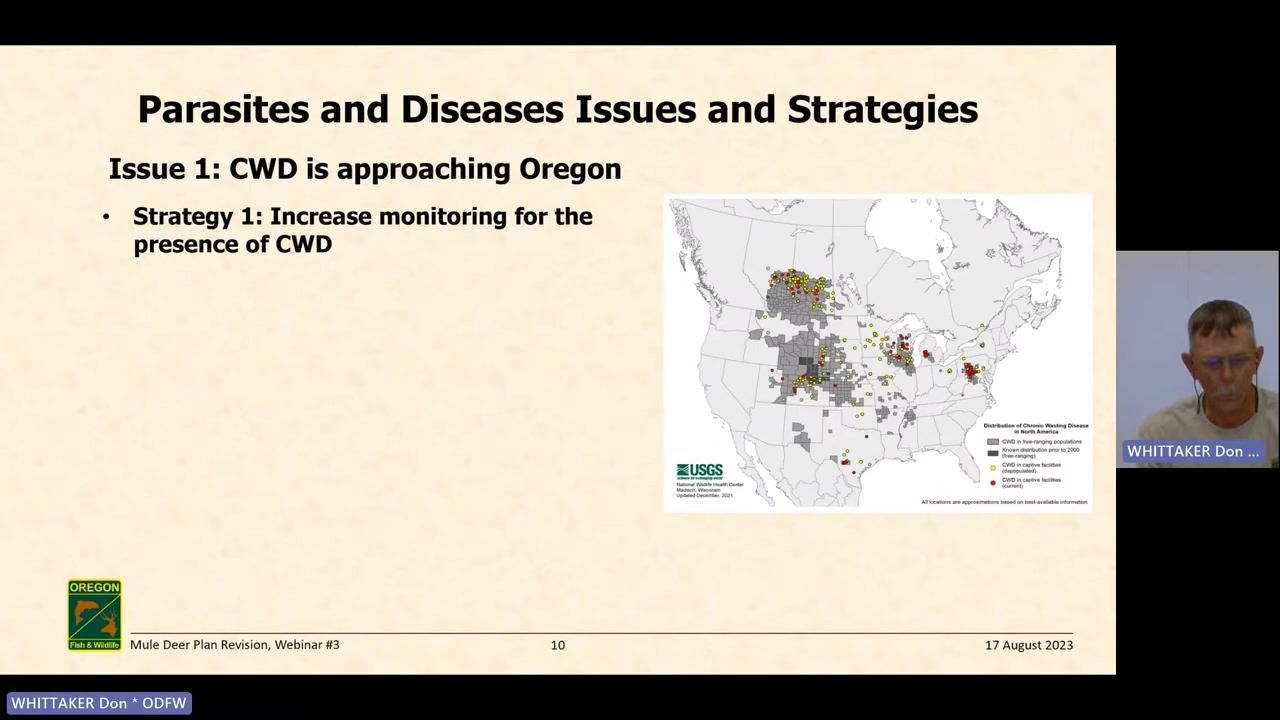 Parasites and Diseases Issues and Strategies
Issue 1: CWD is approaching Oregon
• Strategy 1: Increase monitoring for the
presence of CWD
Distribution of Chronic Wasting Disease
in North America
CWD in free-ranging populations
Known distribution prior to 2000
(free-ranging)
CWD in captive facilities
(depopulated)
CWD in captive facilities
(current)
USGS
science for a changing world
National Wildlife Health Center
Madison, Wisconsin
Updated December, 2021
All locations are approximations based on best-available information
WHITTAKER Don ...
OREGON
Fish & Wildlife
Mule Deer Plan Revision, Webinar #3
10
17 August 2023
WHITTAKER Don * ODFW